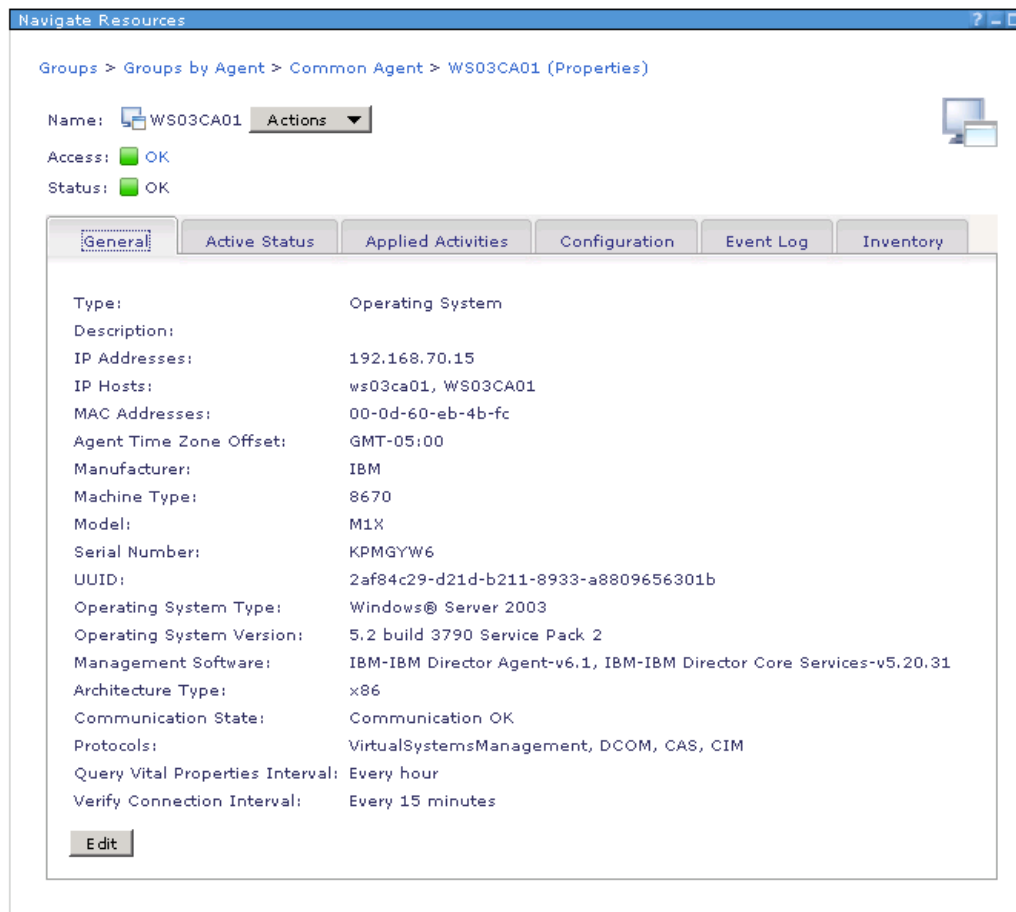 Navigate Resources
Groups > Groups by Agent > Common Agent > WS03CA01 (Properties)
Name: WS03CA01 Actions
Access: OK
Status: OK
General Active Status Applied Activities Configuration Event Log Inventory
Type: Operating System
Description:
IP Addresses: 192.168.70.15
IP Hosts: ws03ca01, WS03CA01
MAC Addresses: 00-0d-60-eb-4b-fc
Agent Time Zone Offset: GMT-05:00
Manufacturer: IBM
Machine Type: 8670
Model: M1X
Serial Number: KPMGYW6
UUID: 2af84c29-d21d-b211-8933-a8809656301b
Operating System Type: Windows® Server 2003
Operating System Version: 5.2 build 3790 Service Pack 2
Management Software: IBM-IBM Director Agent-v6.1, IBM-IBM Director Core Services-v5.20.31
Architecture Type: x86
Communication State: Communication OK
Protocols: VirtualSystemsManagement, DCOM, CAS, CIM
Query Vital Properties Interval: Every hour
Verify Connection Interval: Every 15 minutes
Edit